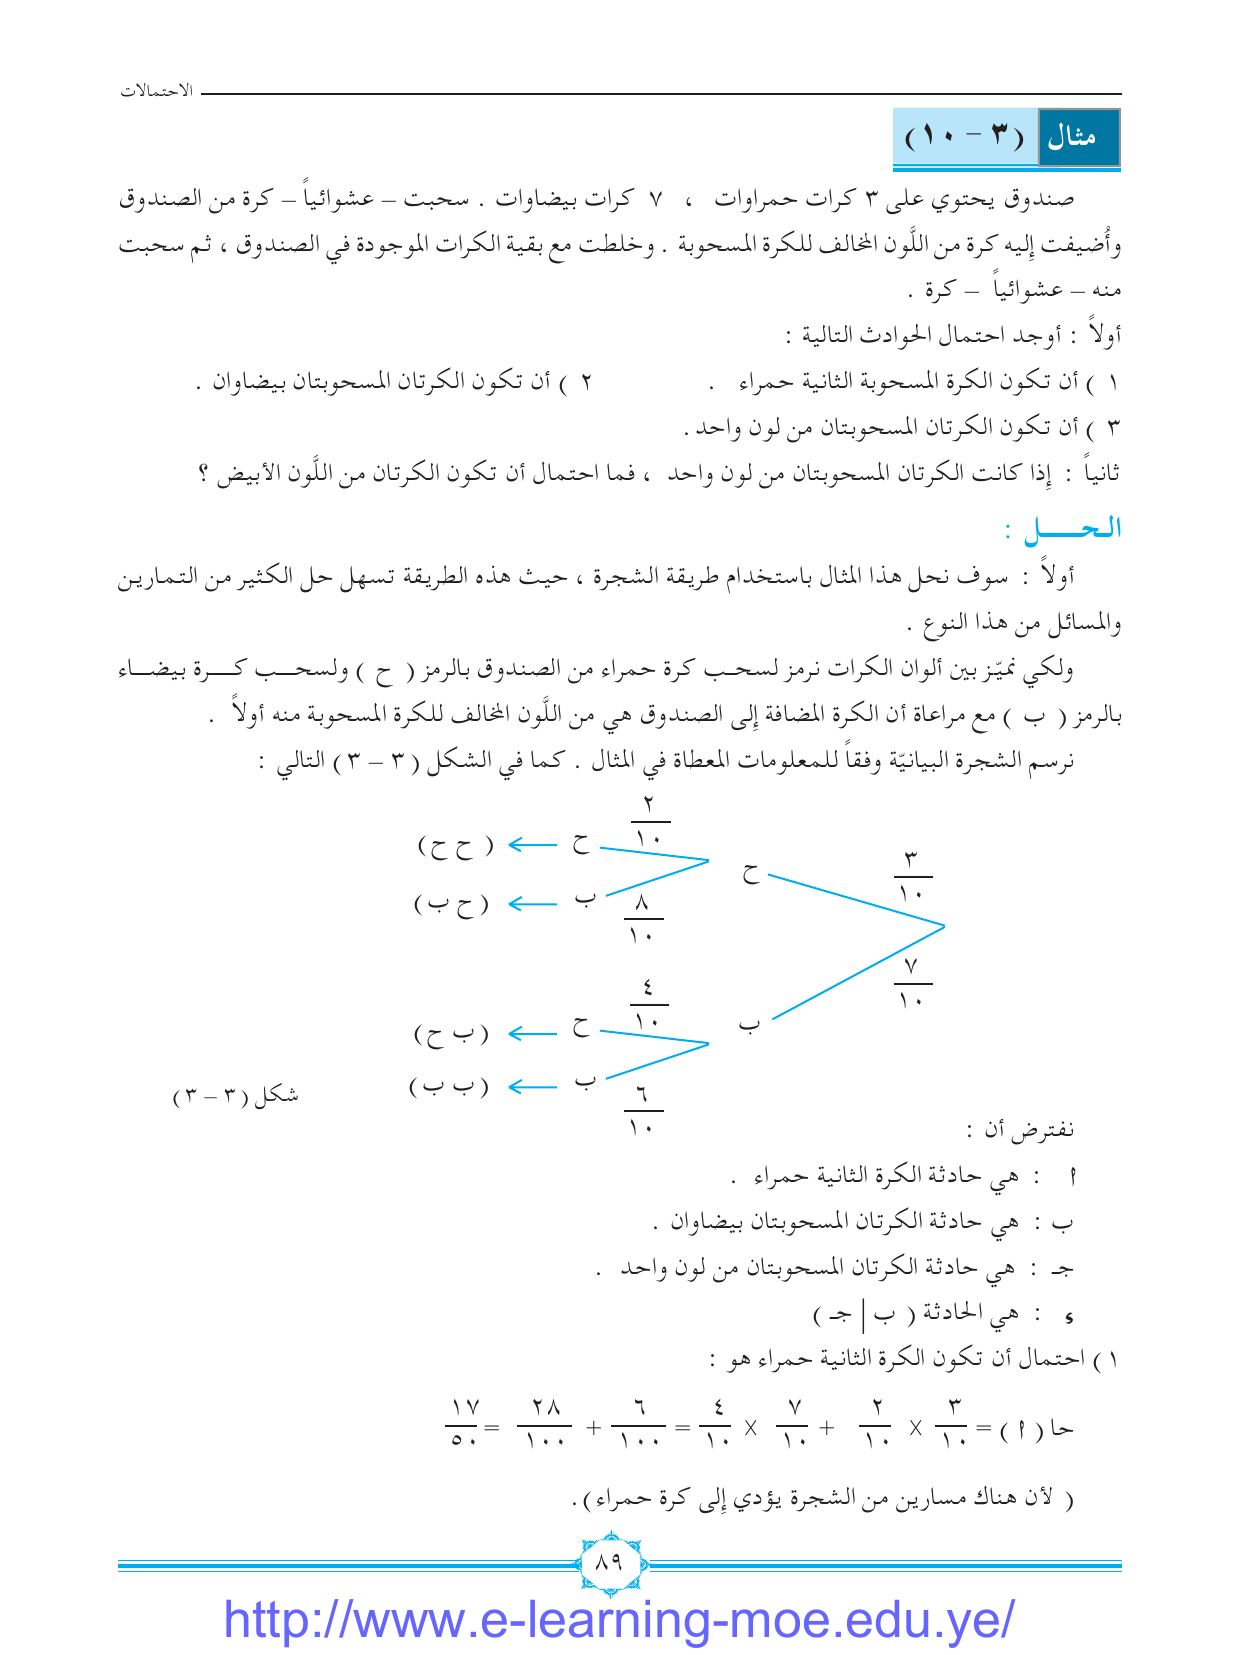 الاحتمالات
مثال (٣ - ١٠)
صندوق يحتوي على ٣ كرات حمراوات ، ٧ كرات بيضاوات . سحبت – عشوائياً – كرة من الصندوق
وأُضيفت إِليه كرة من اللَّون المخالف للكرة المسحوبة . وخلطت مع بقية الكرات الموجودة في الصندوق ، ثم سحبت
منه – عشوائياً – كرة .
أولاً : أوجد احتمال الحوادث التالية :
١ ) أن تكون الكرة المسحوبة الثانية حمراء . ٢ ) أن تكون الكرتان المسحوبتان بيضاوان .
٣ ) أن تكون الكرتان المسحوبتان من لون واحد .
ثانياً : إِذا كانت الكرتان المسحوبتان من لون واحد ، فما احتمال أن تكون الكرتان من اللَّون الأبيض ؟
الـحــــل :
أولاً : سوف نحل هذا المثال باستخدام طريقة الشجرة ، حيث هذه الطريقة تسهل حل الكثير من التمارين
والمسائل من هذا النوع .
ولكي نميّز بين ألوان الكرات نرمز لسحب كرة حمراء من الصندوق بالرمز ( ح ) ولسحـــب كـــرة بيضـــاء
بالرمز ( ب ) مع مراعاة أن الكرة المضافة إِلى الصندوق هي من اللَّون المخالف للكرة المسحوبة منه أولاً .
نرسم الشجرة البيانيّة وفقاً للمعلومات المعطاة في المثال . كما في الشكل ( ٣ – ٣ ) التالي :
٣/١٠ ح ٢/١٠ ح ( ح ح)
٨/١٠ ب ( ح ب)
٧/١٠ ب ٤/١٠ ح ( ب ح)
٦/١٠ ب ( ب ب)
شكل ( ٣ – ٣ )
نفترض أن :
ا : هي حادثة الكرة الثانية حمراء .
ب : هي حادثة الكرتان المسحوبتان بيضاوان .
جـ : هي حادثة الكرتان المسحوبتان من لون واحد .
ء : هي الحادثة ( ب | جـ )
١ ) احتمال أن تكون الكرة الثانية حمراء هو :
حا ( ا ) = ٣/١٠ × ٢/١٠ + ٧/١٠ × ٤/١٠ = ٦/١٠٠ + ٢٨/١٠٠ = ١٧/٥٠
( لأن هناك مسارين من الشجرة يؤدي إِلى كرة حمراء ) .
٨٩
http://www.e-learning-moe.edu.ye/